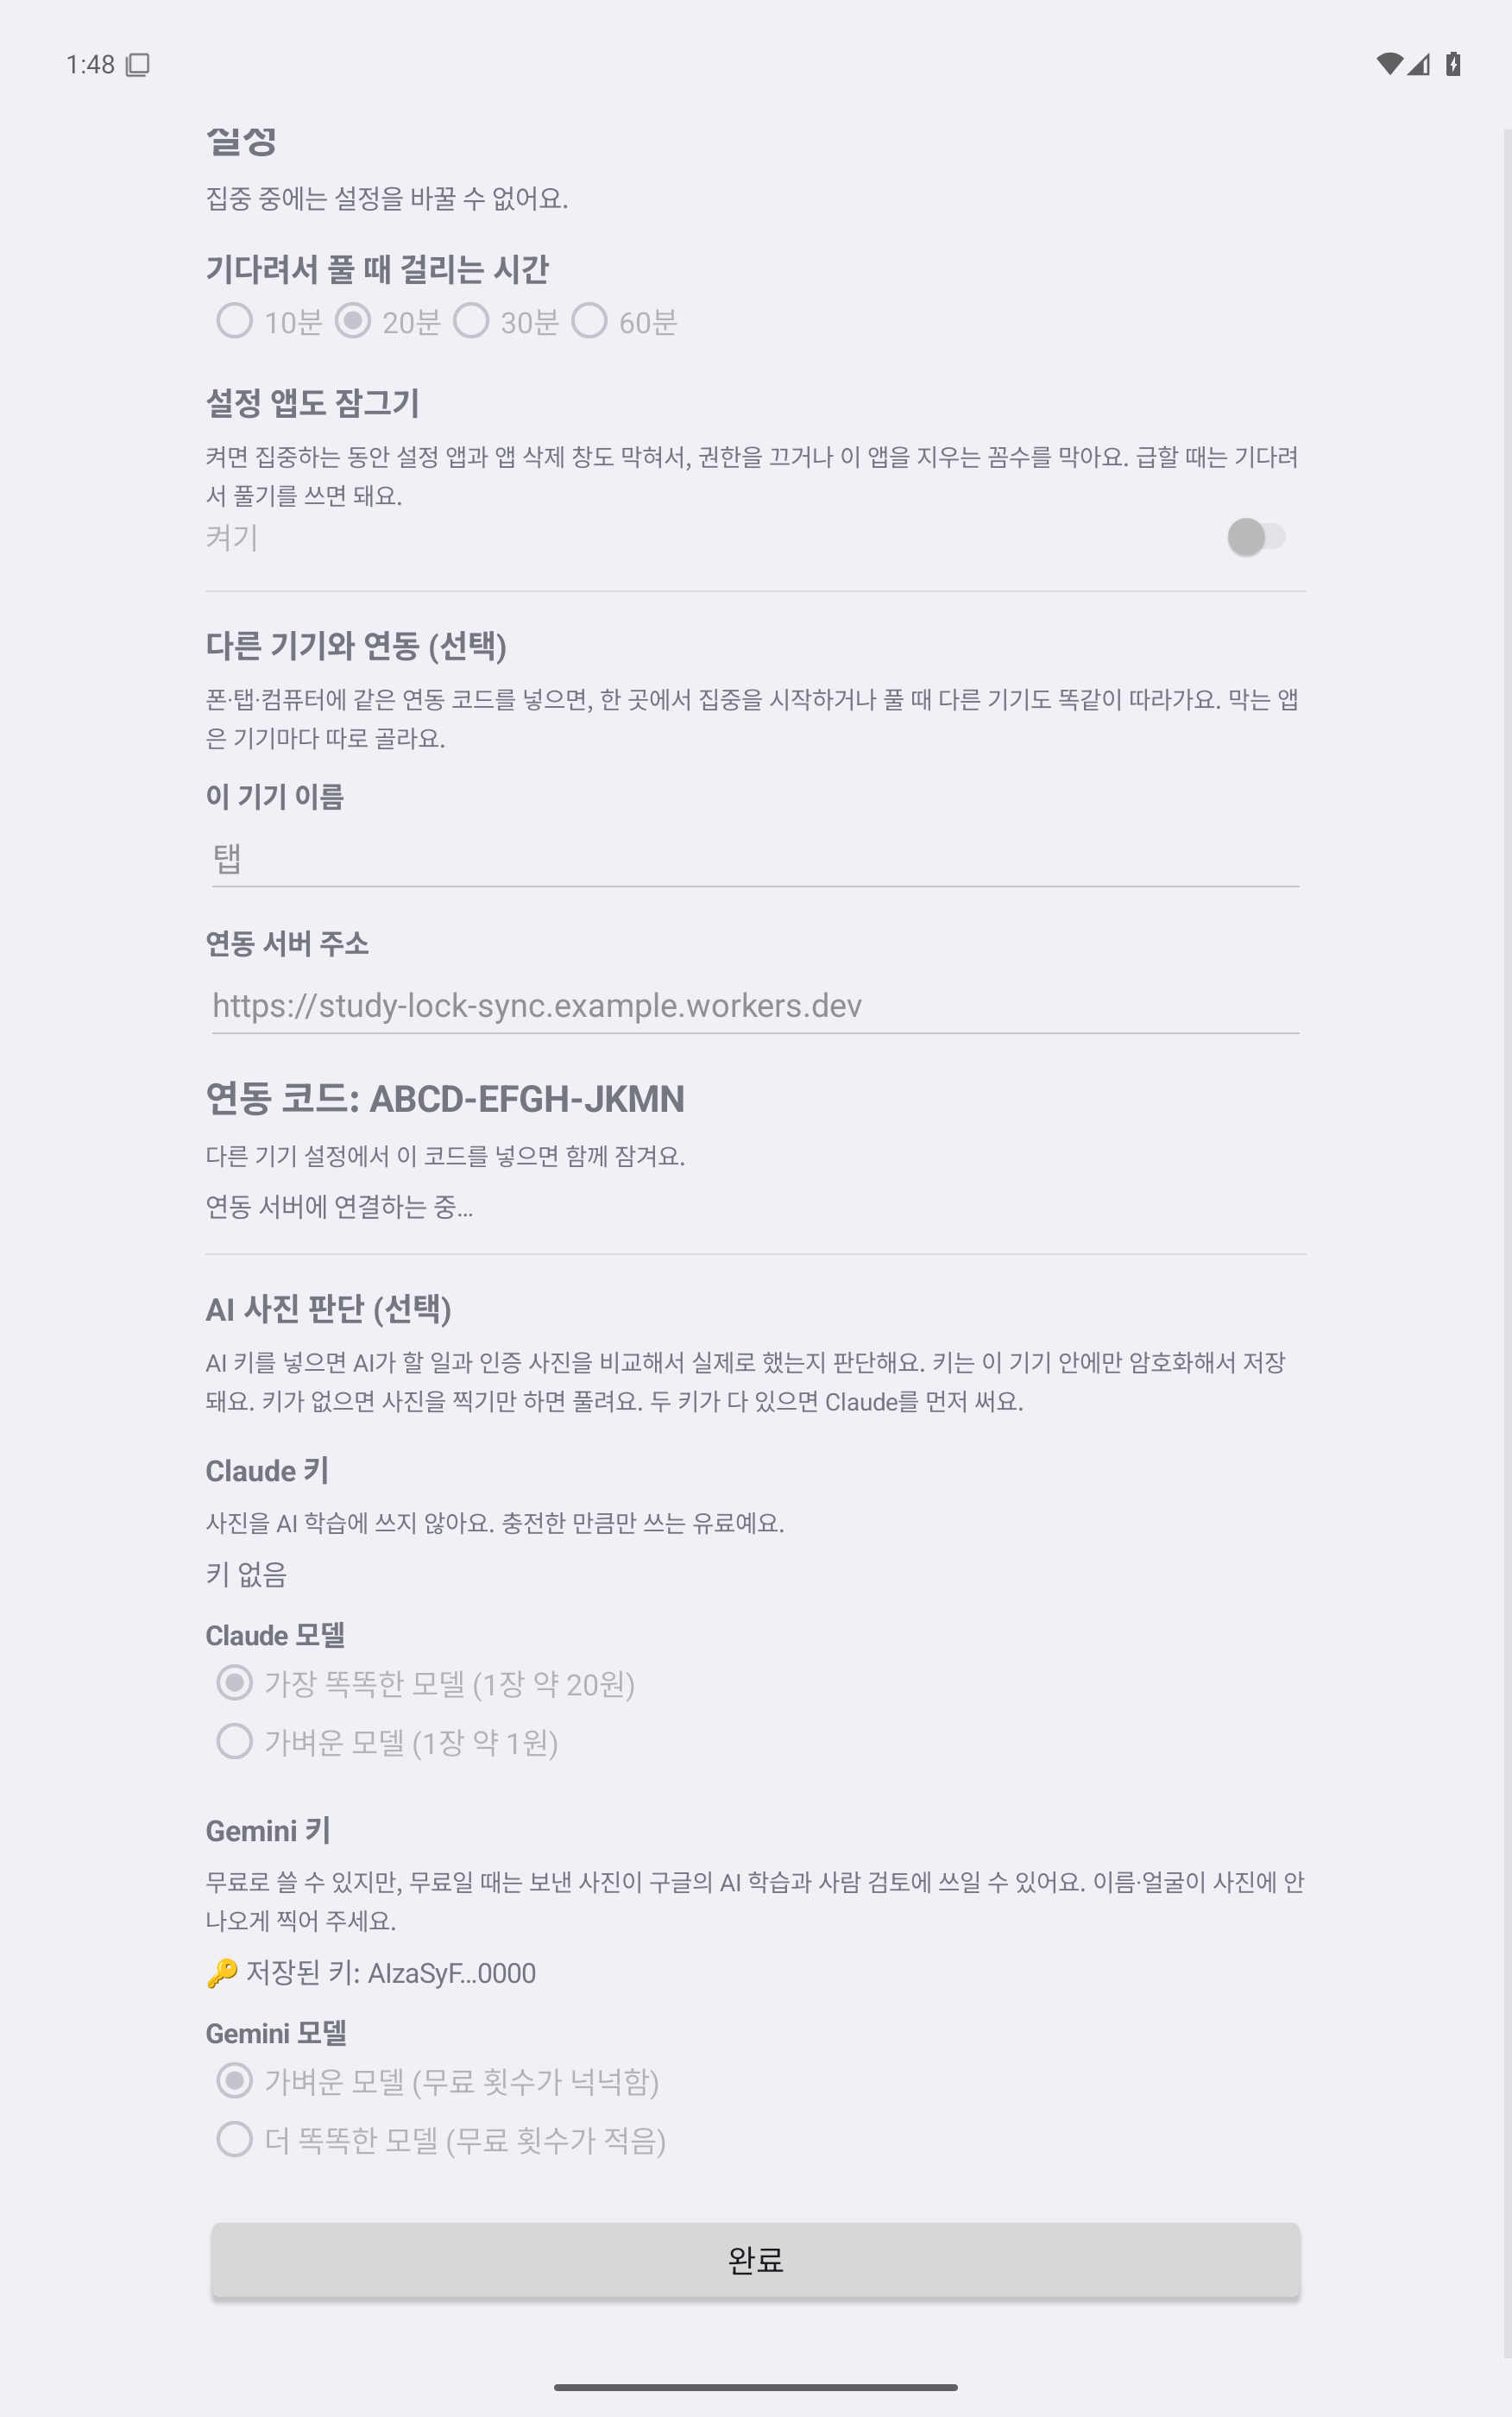 1:48
설정
집중 중에는 설정을 바꿀 수 없어요.
기다려서 풀 때 걸리는 시간
10분 20분 30분 60분
설정 앱도 잠그기
켜면 집중하는 동안 설정 앱과 앱 삭제 창도 막혀서, 권한을 끄거나 이 앱을 지우는 꼼수를 막아요. 급할 때는 기다려
서 풀기를 쓰면 돼요.
켜기
다른 기기와 연동 (선택)
폰·탭·컴퓨터에 같은 연동 코드를 넣으면, 한 곳에서 집중을 시작하거나 풀 때 다른 기기도 똑같이 따라가요. 막는 앱
은 기기마다 따로 골라요.
이 기기 이름
탭
연동 서버 주소
https://study-lock-sync.example.workers.dev
연동 코드: ABCD-EFGH-JKMN
다른 기기 설정에서 이 코드를 넣으면 함께 잠겨요.
연동 서버에 연결하는 중…
AI 사진 판단 (선택)
AI 키를 넣으면 AI가 할 일과 인증 사진을 비교해서 실제로 했는지 판단해요. 키는 이 기기 안에만 암호화해서 저장
돼요. 키가 없으면 사진을 찍기만 하면 풀려요. 두 키가 다 있으면 Claude를 먼저 써요.
Claude 키
사진을 AI 학습에 쓰지 않아요. 충전한 만큼만 쓰는 유료예요.
키 없음
Claude 모델
가장 똑똑한 모델 (1장 약 20원)
가벼운 모델 (1장 약 1원)
Gemini 키
무료로 쓸 수 있지만, 무료일 때는 보낸 사진이 구글의 AI 학습과 사람 검토에 쓰일 수 있어요. 이름·얼굴이 사진에 안
나오게 찍어 주세요.
🔑 저장된 키: AIzaSyF…0000
Gemini 모델
가벼운 모델 (무료 횟수가 넉넉함)
더 똑똑한 모델 (무료 횟수가 적음)
완료